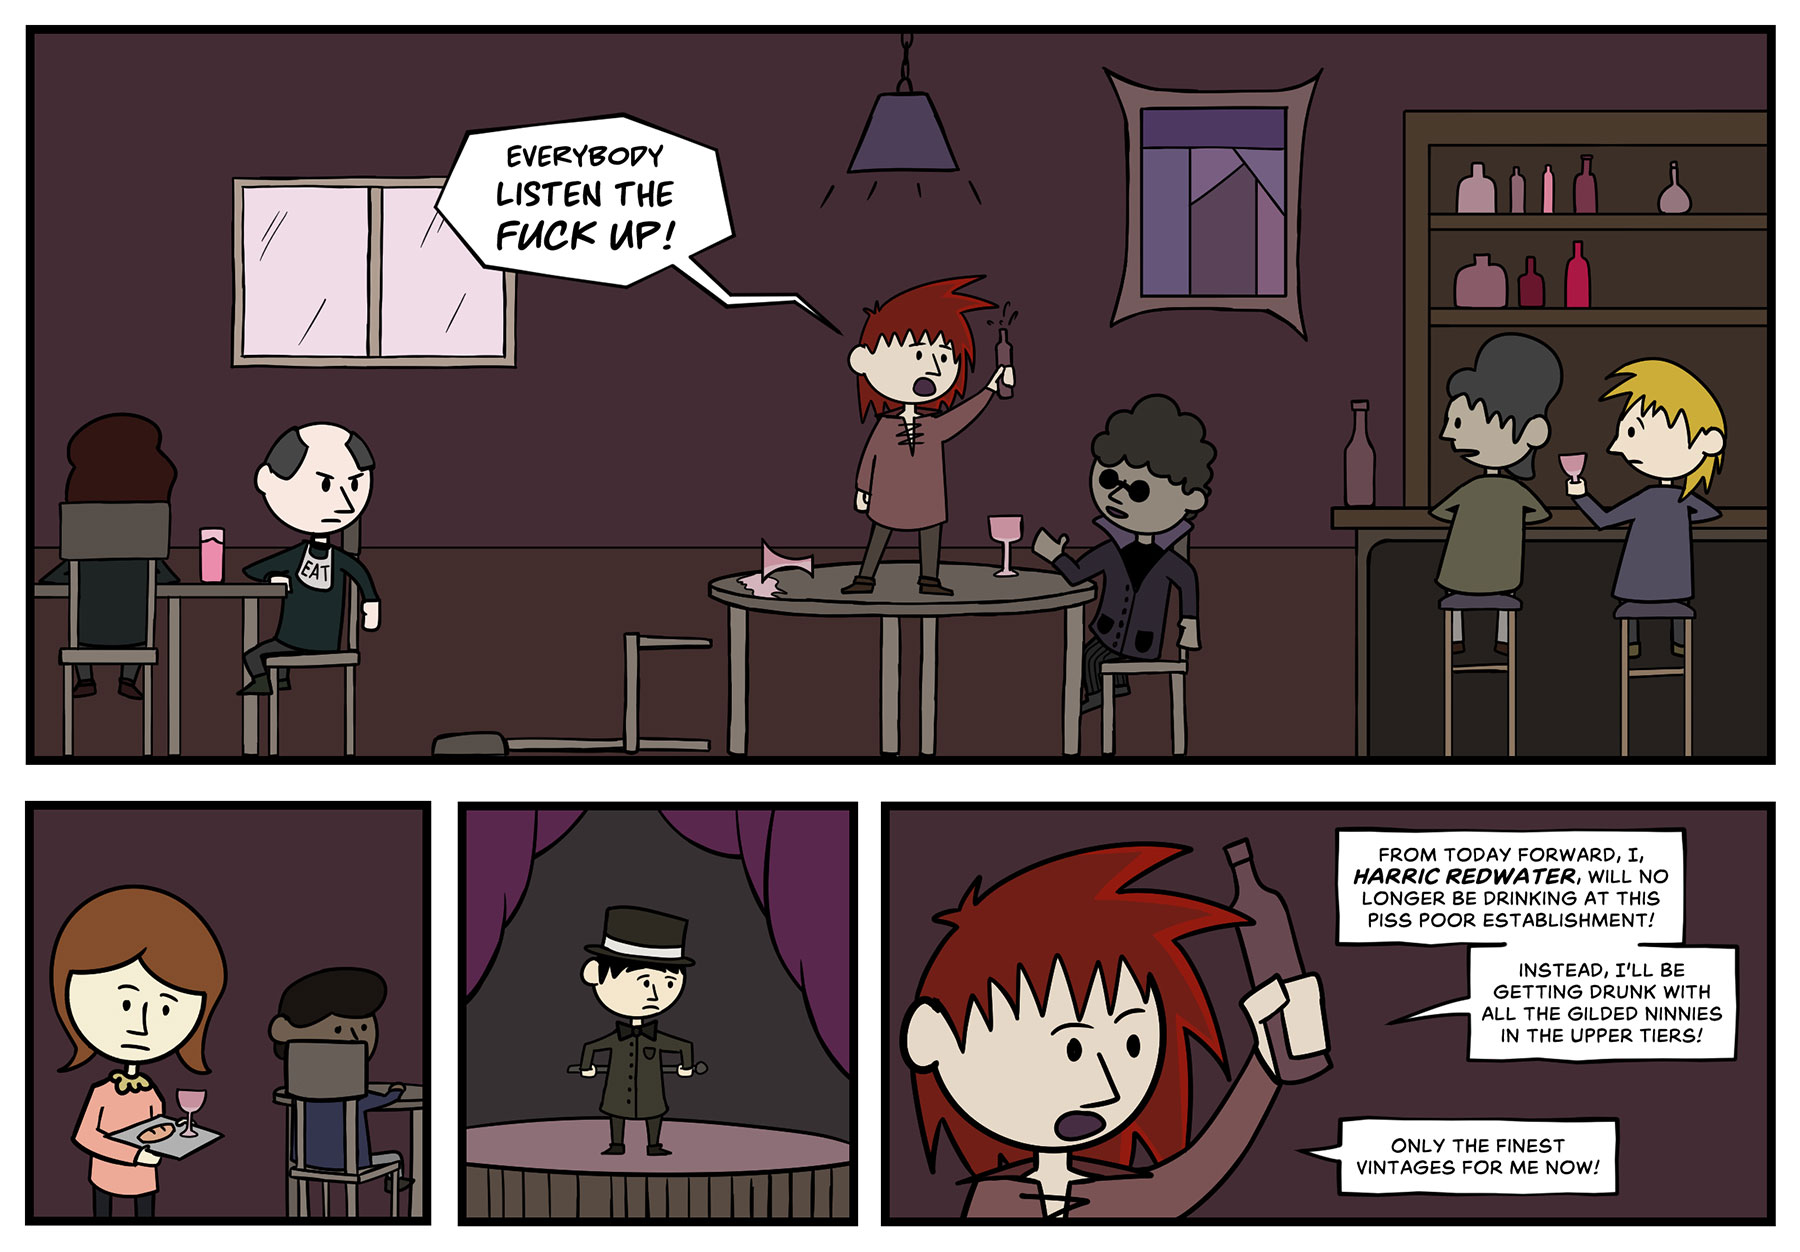 EVERYBODY
LISTEN THE
FUCK UP!
EAT
FROM TODAY FORWARD, I,
HARRIC REDWATER, WILL NO
LONGER BE DRINKING AT THIS
PISS POOR ESTABLISHMENT!
INSTEAD, I'LL BE
GETTING DRUNK WITH
ALL THE GILDED NINNIES
IN THE UPPER TIERS!
ONLY THE FINEST
VINTAGES FOR ME NOW!